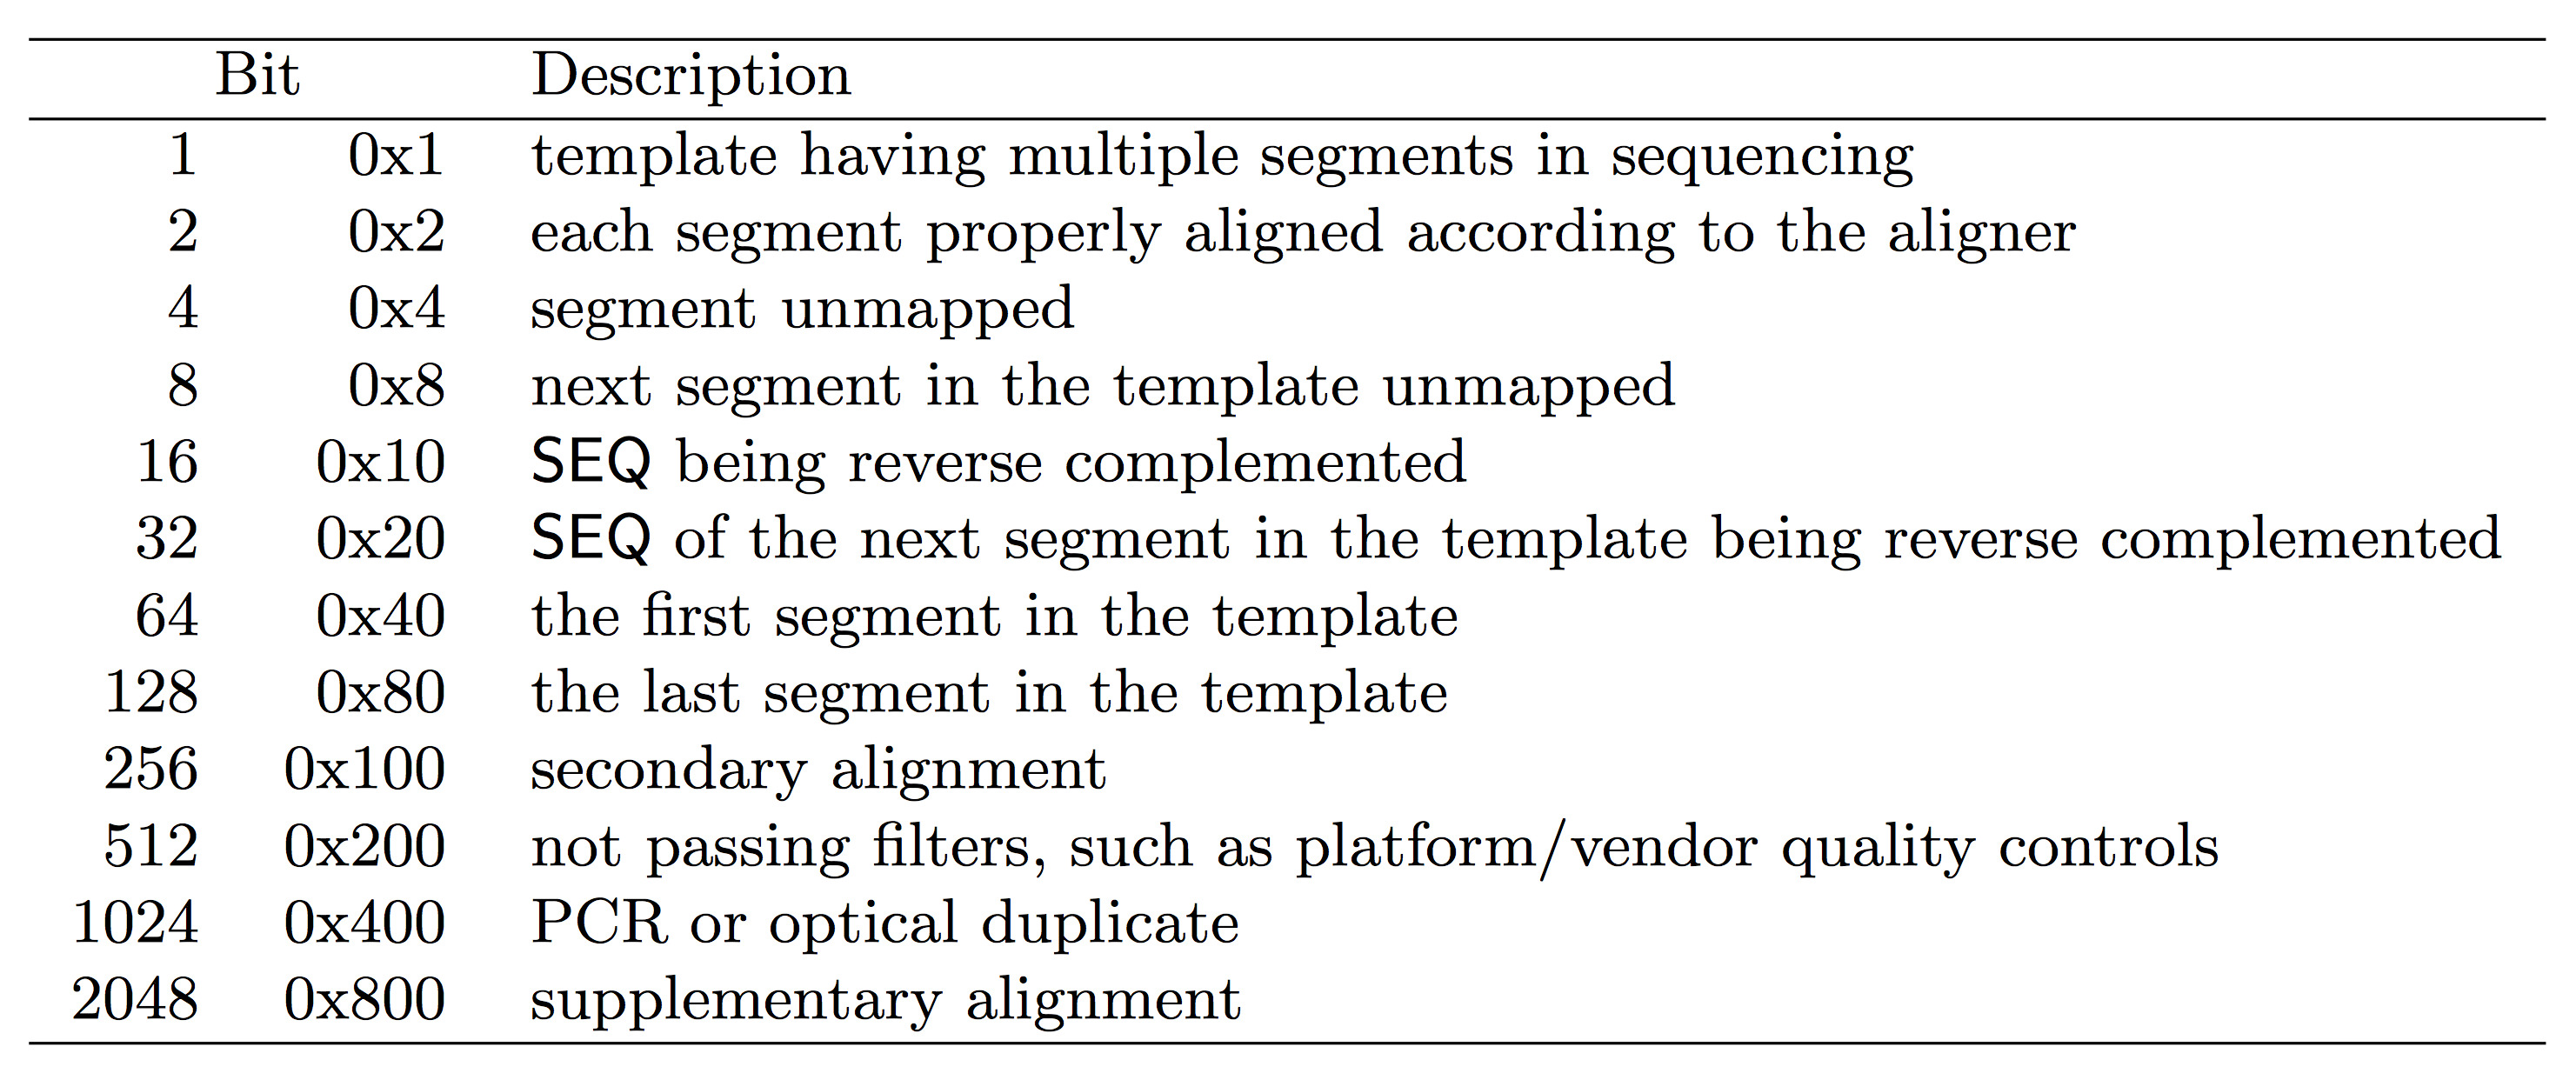 Bit Description
1 0x1 template having multiple segments in sequencing
2 0x2 each segment properly aligned according to the aligner
4 0x4 segment unmapped
8 0x8 next segment in the template unmapped
16 0x10 SEQ being reverse complemented
32 0x20 SEQ of the next segment in the template being reverse complemented
64 0x40 the first segment in the template
128 0x80 the last segment in the template
256 0x100 secondary alignment
512 0x200 not passing filters, such as platform/vendor quality controls
1024 0x400 PCR or optical duplicate
2048 0x800 supplementary alignment